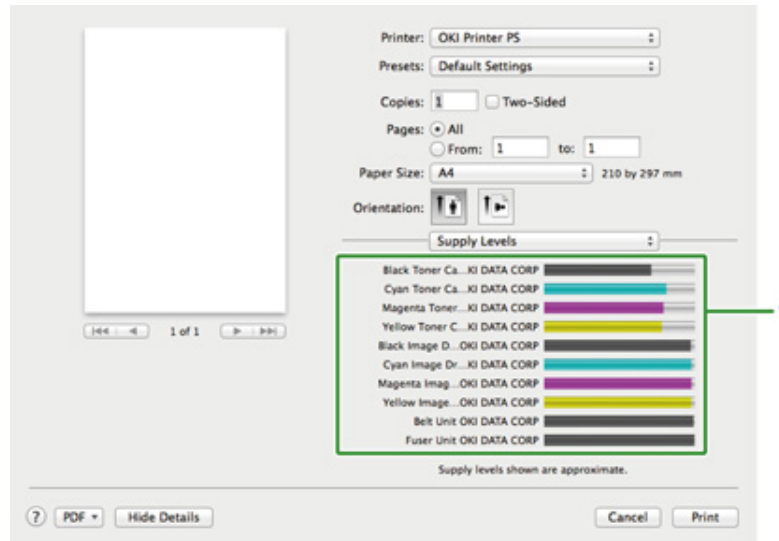 Printer: OKI Printer PS
Presets: Default Settings
Copies: 1 Two-Sided
Pages: All
From: 1 to: 1
Paper Size: A4 210 by 297 mm
Orientation:
Supply Levels
Black Toner Ca...KI DATA CORP
Cyan Toner Ca...KI DATA CORP
Magenta Toner...KI DATA CORP
Yellow Toner C...KI DATA CORP
Black Image D...OKI DATA CORP
Cyan Image Dr...KI DATA CORP
Magenta Imag...OKI DATA CORP
Yellow Image...OKI DATA CORP
Belt Unit OKI DATA CORP
Fuser Unit OKI DATA CORP
1 of 1
Supply levels shown are approximate.
? PDF Hide Details Cancel Print